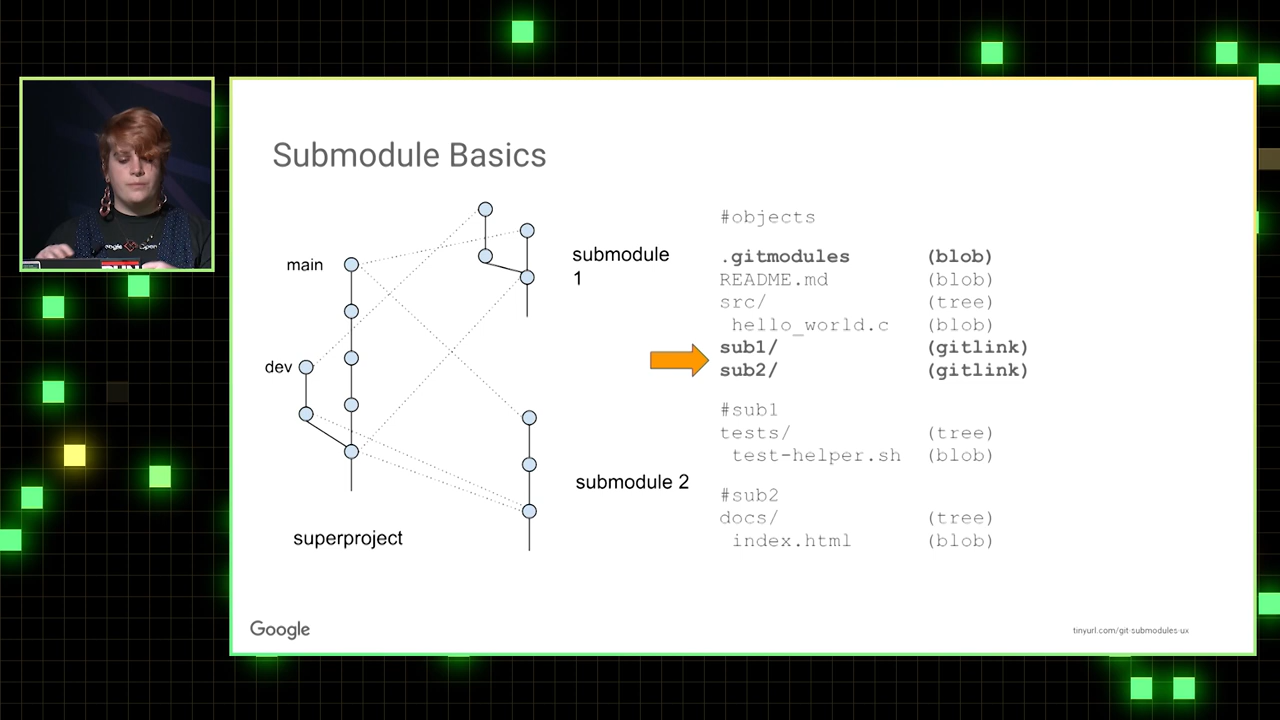 Submodule Basics
main
dev
superproject
submodule
1
submodule 2
#objects
.gitmodules (blob)
README.md (blob)
src/ (tree)
hello_world.c (blob)
sub1/ (gitlink)
sub2/ (gitlink)
#sub1
tests/ (tree)
test-helper.sh (blob)
#sub2
docs/ (tree)
index.html (blob)
Google
tinyurl.com/git-submodules-ux